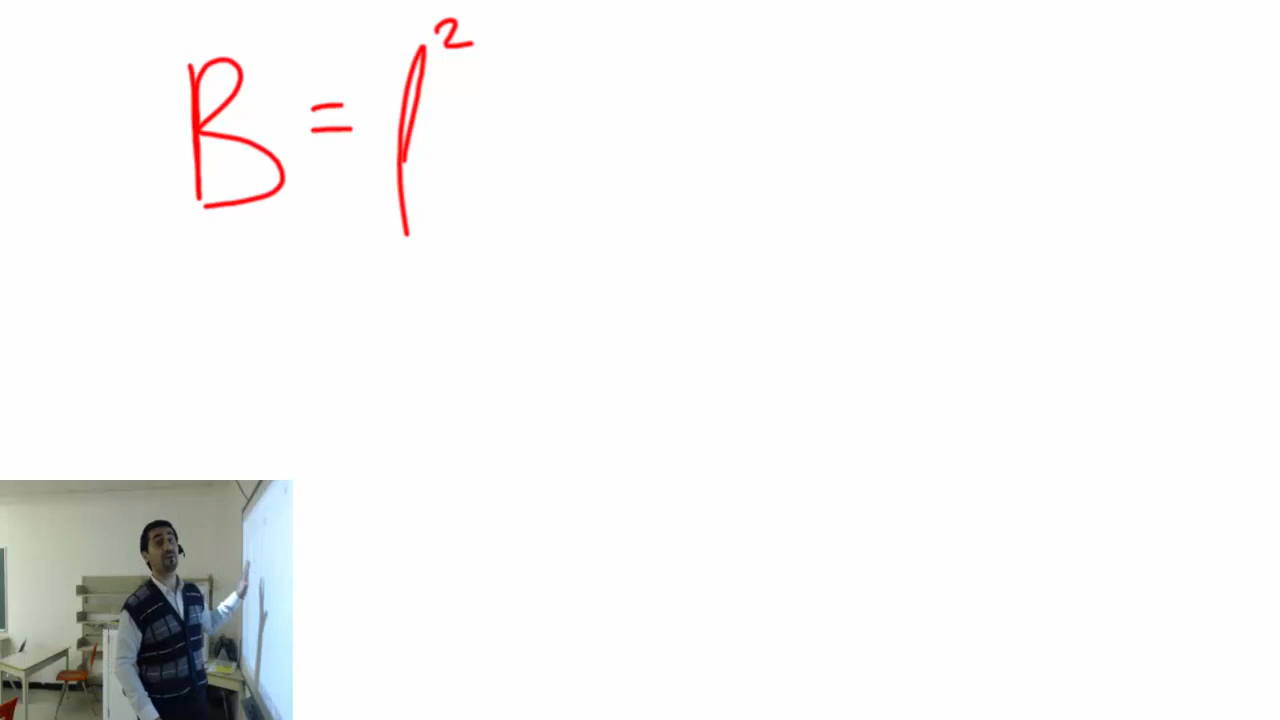 B = l²